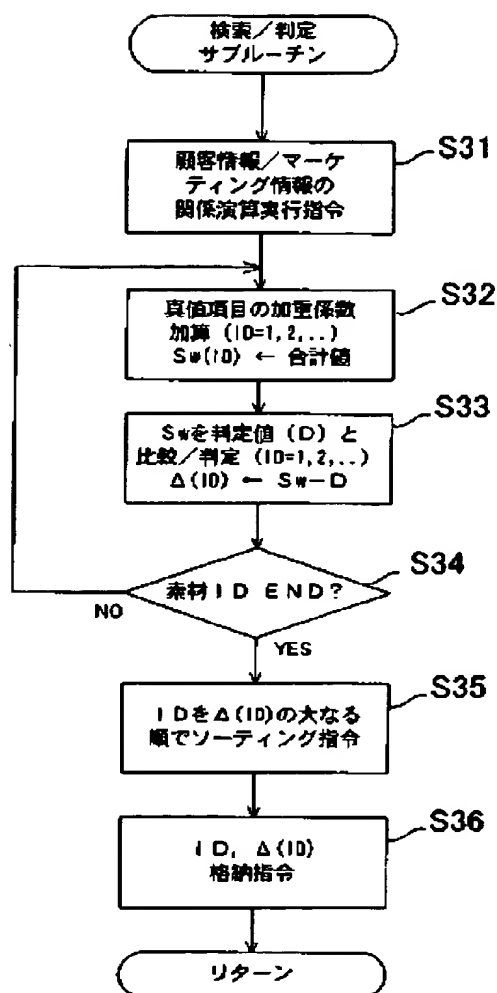 検索／判定
サブルーチン
S31
顧客情報／マーケ
ティング情報の
関係演算実行指令
S32
真値項目の加重係数
加算 (ID=1,2,..)
Sw(ID) ← 合計値
S33
Swを判定値 (D) と
比較／判定 (ID=1,2,..)
Δ(ID) ← Sw－D
S34
素材ID END?
NO
YES
S35
IDをΔ(ID)の大なる
順でソーティング指令
S36
ID, Δ(ID)
格納指令
リターン